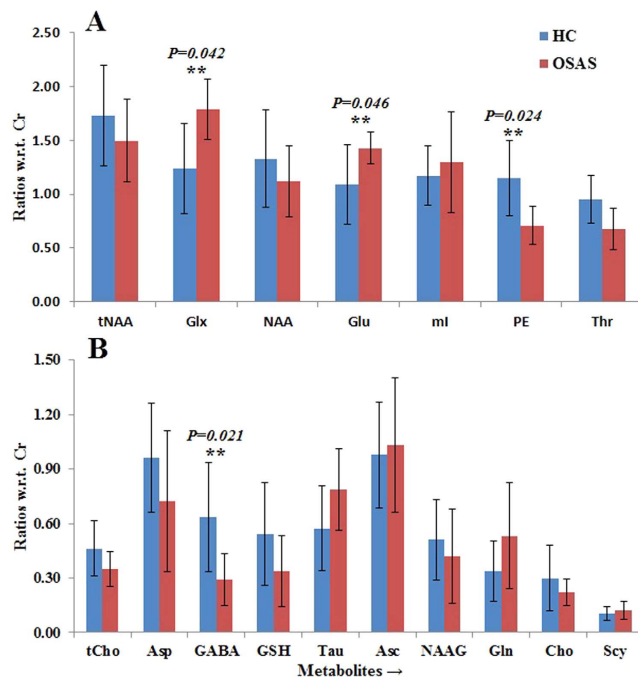 A
HC
OSAS
P=0.042
**
P=0.046
**
P=0.024
**
Ratios w.r.t. Cr
2.50
2.00
1.50
1.00
0.50
0.00
tNAA Glx NAA Glu mI PE Thr
B
P=0.021
**
Ratios w.r.t. Cr
1.50
1.20
0.90
0.60
0.30
0.00
tCho Asp GABA GSH Tau Asc NAAG Gln Cho Scy
Metabolites →